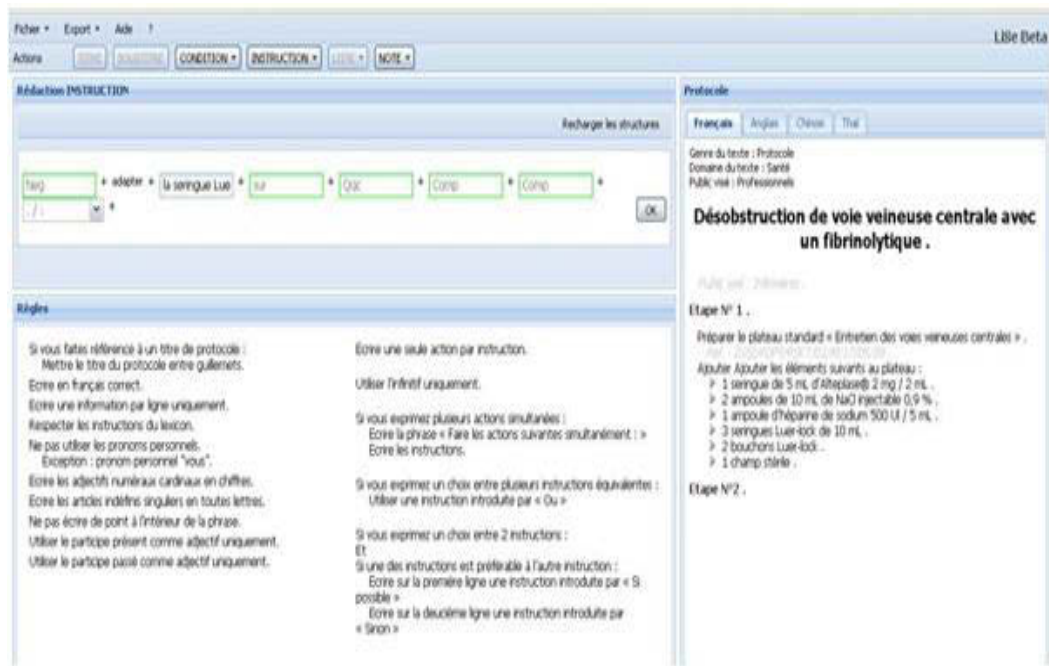 Fichier Export Aide ?
LiSe Beta
Actions CONDITION INSTRUCTION NOTE
Rédaction INSTRUCTION
Recharger les structures
+ adapter + la seringue Lue + sur + + Comp + Comp +
. / : +
OK
Règles
Si vous faites référence à un titre de protocole :
Mettre le titre du protocole entre guillemets.
Ecrire en français correct.
Ecrire une information par ligne uniquement.
Respecter les instructions du lexicon.
Ne pas utiliser les pronoms personnels.
Exception : pronom personnel "vous".
Ecrire les adjectifs numéraux cardinaux en chiffres.
Ecrire les articles indéfinis singuliers en toutes lettres.
Ne pas écrire de point à l'intérieur de la phrase.
Utiliser le participe présent comme adjectif uniquement.
Utiliser le participe passé comme adjectif uniquement.
Ecrire une seule action par instruction.
Utiliser l'infinitif uniquement.
Si vous exprimez plusieurs actions simultanées :
Ecrire la phrase « Faire les actions suivantes simultanément : »
Ecrire les instructions.
Si vous exprimez un choix entre plusieurs instructions équivalentes :
Utiliser une instruction introduite par « Ou »
Si vous exprimez un choix entre 2 instructions :
Et
Si une des instructions est préférable à l'autre instruction :
Ecrire sur la première ligne une instruction introduite par « Si
possible »
Ecrire sur la deuxième ligne une instruction introduite par
« Sinon »
Protocole
Français Anglais Chinois Thaï
Genre du texte : Protocole
Domaine du texte : Santé
Public visé : Professionnels
Désobstruction de voie veineuse centrale avec
un fibrinolytique .
Etape N° 1 .
Préparer le plateau standard « Entretien des voies veineuses centrales » .
Ajouter Ajouter les éléments suivants au plateau :
> 1 seringue de 5 mL d'Alteplase® 2 mg / 2 mL .
> 2 ampoules de 10 mL de NaCl injectable 0,9 % .
> 1 ampoule d'héparine de sodium 500 UI / 5 mL .
> 3 seringues Luer-lock de 10 mL .
> 2 bouchons Luer-lock .
> 1 champ stérile .
Etape N°2 .